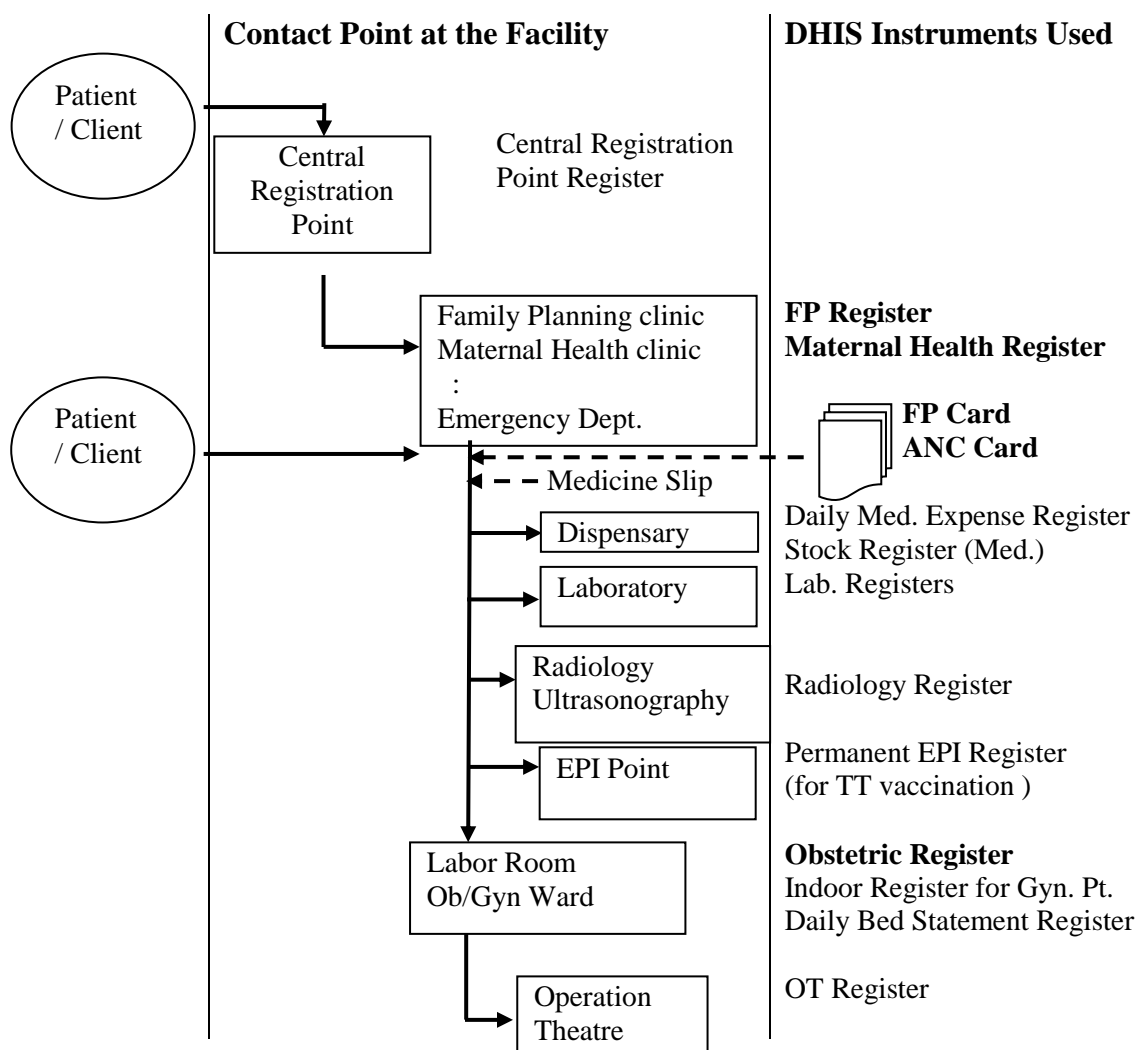 Contact Point at the Facility
DHIS Instruments Used
Patient
/ Client
Central
Registration
Point
Central Registration
Point Register
Family Planning clinic
Maternal Health clinic
:
Emergency Dept.
FP Register
Maternal Health Register
Patient
/ Client
FP Card
ANC Card
Medicine Slip
Dispensary
Daily Med. Expense Register
Stock Register (Med.)
Laboratory
Lab. Registers
Radiology
Ultrasonography
Radiology Register
EPI Point
Permanent EPI Register
(for TT vaccination )
Labor Room
Ob/Gyn Ward
Obstetric Register
Indoor Register for Gyn. Pt.
Daily Bed Statement Register
Operation
Theatre
OT Register